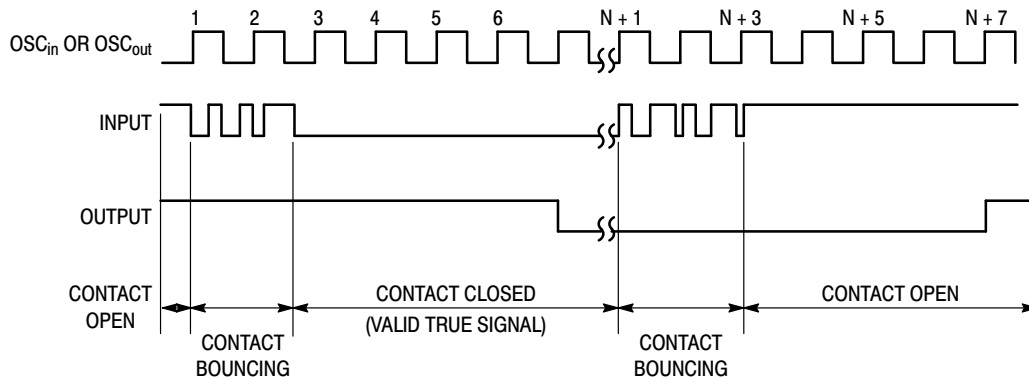 1 2 3 4 5 6 N + 1 N + 3 N + 5 N + 7
OSCin OR OSCout
INPUT
OUTPUT
CONTACT
OPEN
CONTACT
BOUNCING
CONTACT CLOSED
(VALID TRUE SIGNAL)
CONTACT
BOUNCING
CONTACT OPEN